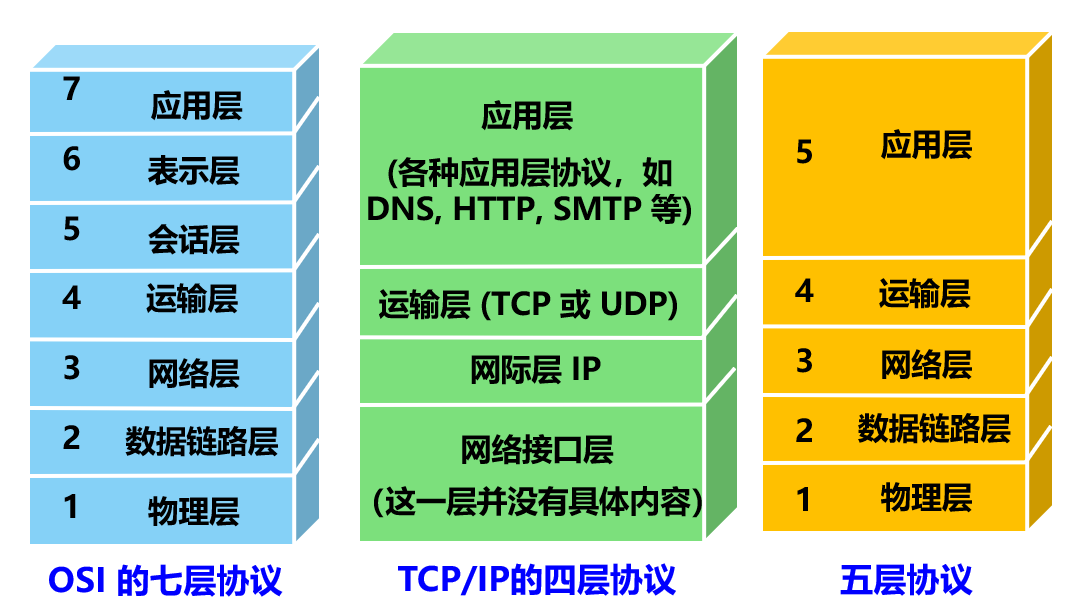 7 应用层
6 表示层
5 会话层
4 运输层
3 网络层
2 数据链路层
1 物理层
OSI 的七层协议
应用层
(各种应用层协议，如
DNS, HTTP, SMTP 等)
运输层 (TCP 或 UDP)
网际层 IP
网络接口层
（这一层并没有具体内容）
TCP/IP的四层协议
5 应用层
4 运输层
3 网络层
2 数据链路层
1 物理层
五层协议